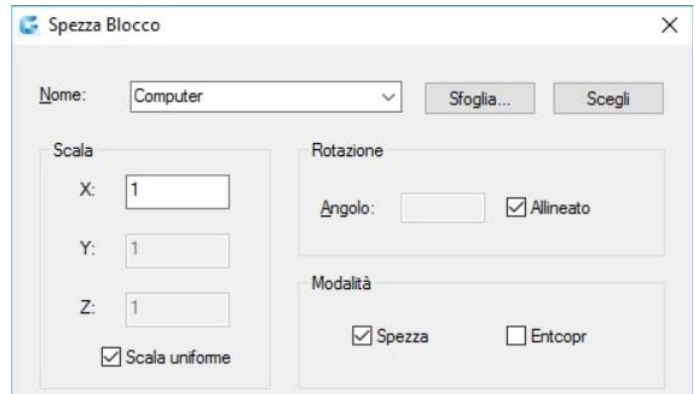 Spezza Blocco
Nome: Computer Sfoglia... Scegli
Scala
X: 1
Y: 1
Z: 1
Scala uniforme
Rotazione
Angolo: Allineato
Modalità
Spezza Entcopr